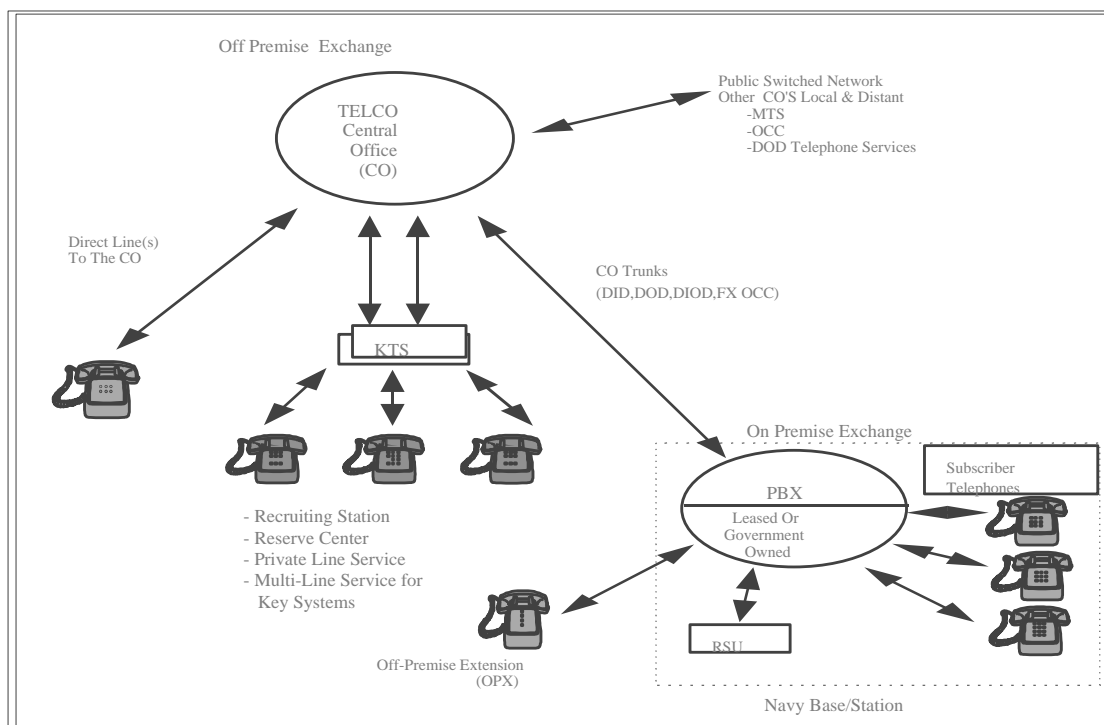 Off Premise Exchange
TELCO
Central
Office
(CO)
Public Switched Network
Other CO'S Local & Distant
-MTS
-OCC
-DOD Telephone Services
Direct Line(s)
To The CO
CO Trunks
(DID,DOD,DIOD,FX OCC)
KTS
On Premise Exchange
Subscriber
Telephones
PBX
Leased Or
Government
Owned
- Recruiting Station
- Reserve Center
- Private Line Service
- Multi-Line Service for
Key Systems
RSU
Off-Premise Extension
(OPX)
Navy Base/Station